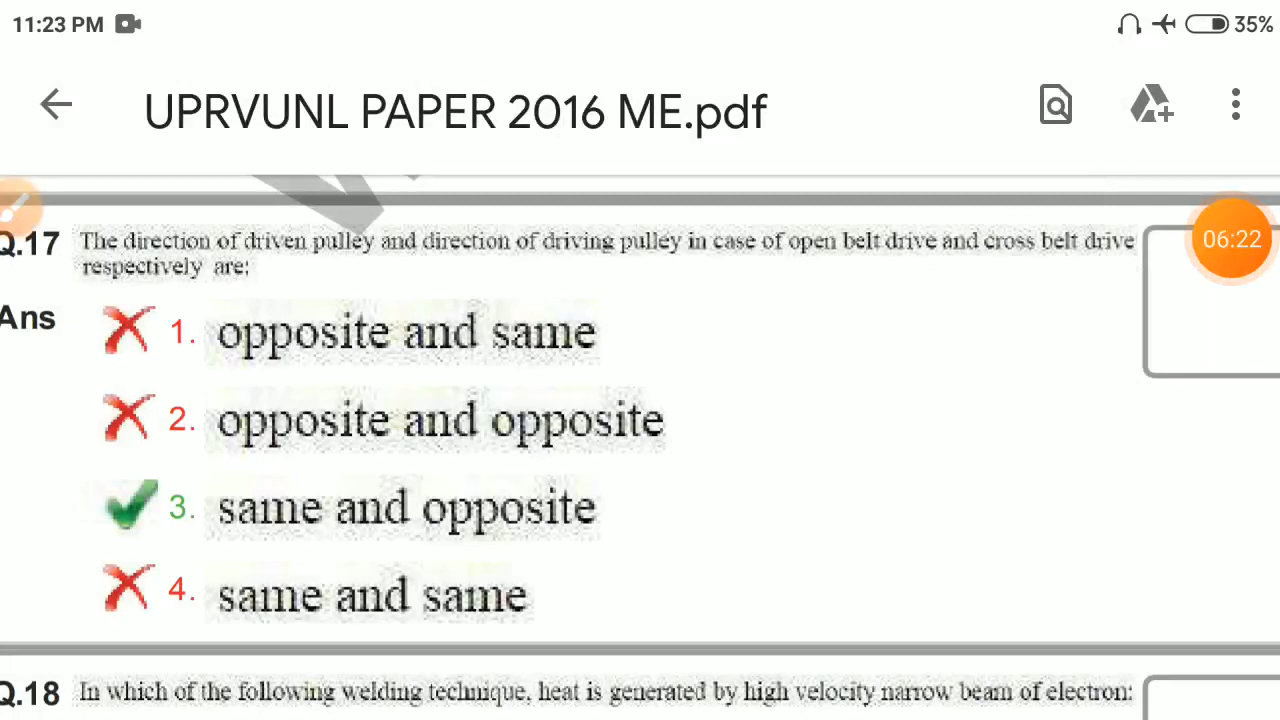 11:23 PM 35%
UPRVUNL PAPER 2016 ME.pdf
06:22
Q.17 The direction of driven pulley and direction of driving pulley in case of open belt drive and cross belt drive
respectively are:
Ans
1. opposite and same
2. opposite and opposite
3. same and opposite
4. same and same
Q.18 In which of the following welding technique, heat is generated by high velocity narrow beam of electron: